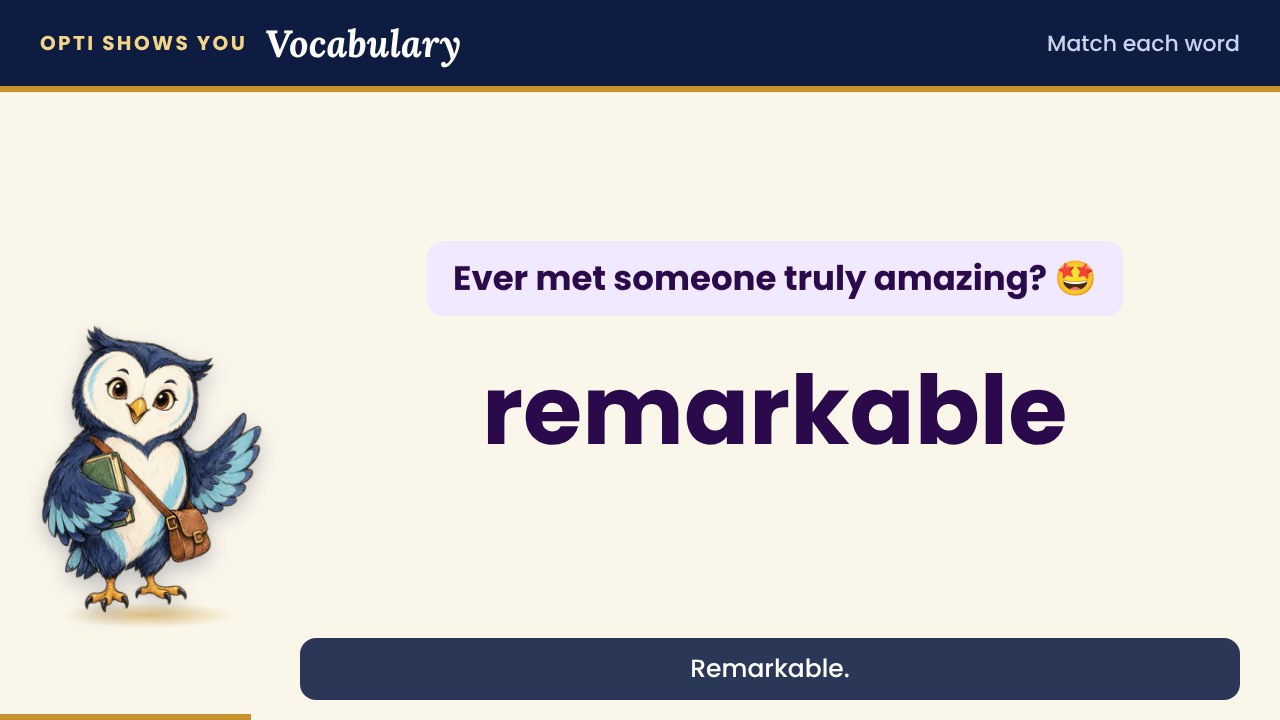 OPTI SHOWS YOU Vocabulary
Match each word
Ever met someone truly amazing? 🤩
remarkable
Remarkable.